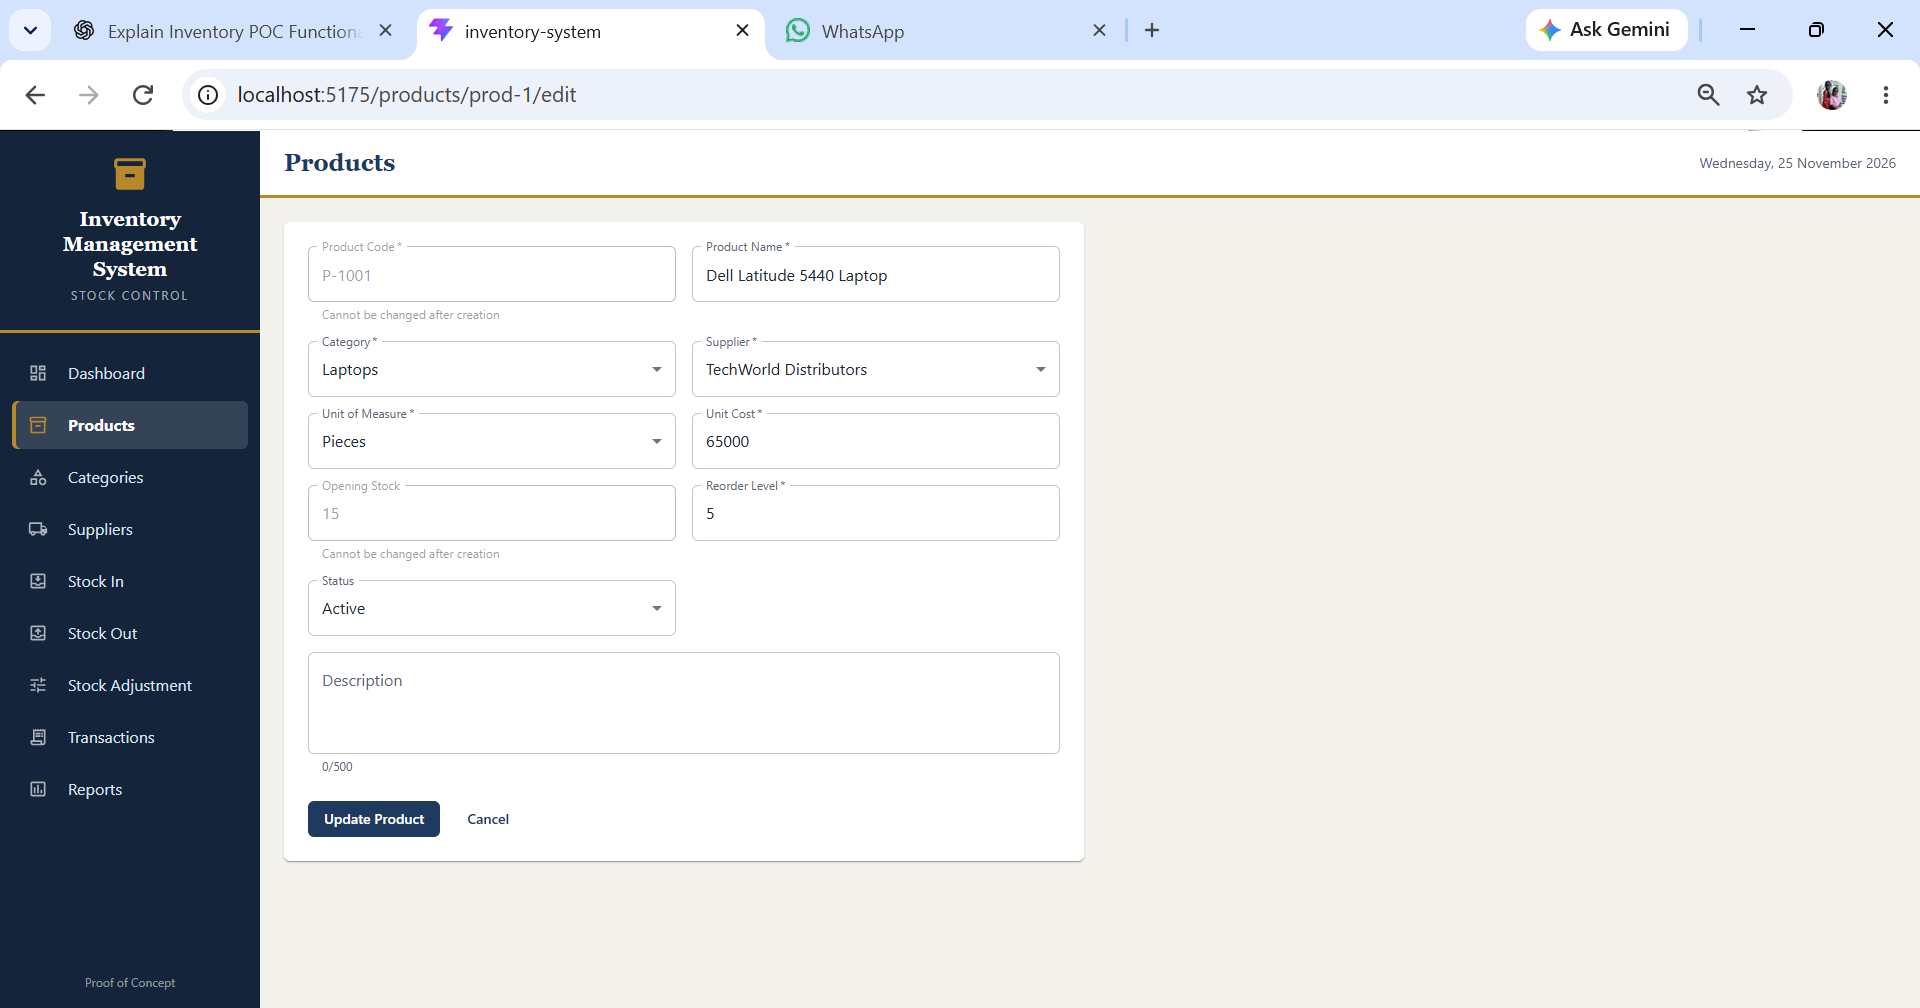 Explain Inventory POC Functiona
inventory-system
WhatsApp
Ask Gemini
localhost:5175/products/prod-1/edit
Inventory
Management
System
STOCK CONTROL
Dashboard
Products
Categories
Suppliers
Stock In
Stock Out
Stock Adjustment
Transactions
Reports
Proof of Concept
Products
Wednesday, 25 November 2026
Product Code *
P-1001
Cannot be changed after creation
Product Name *
Dell Latitude 5440 Laptop
Category *
Laptops
Supplier *
TechWorld Distributors
Unit of Measure *
Pieces
Unit Cost *
65000
Opening Stock
15
Cannot be changed after creation
Reorder Level *
5
Status
Active
Description
0/500
Update Product
Cancel